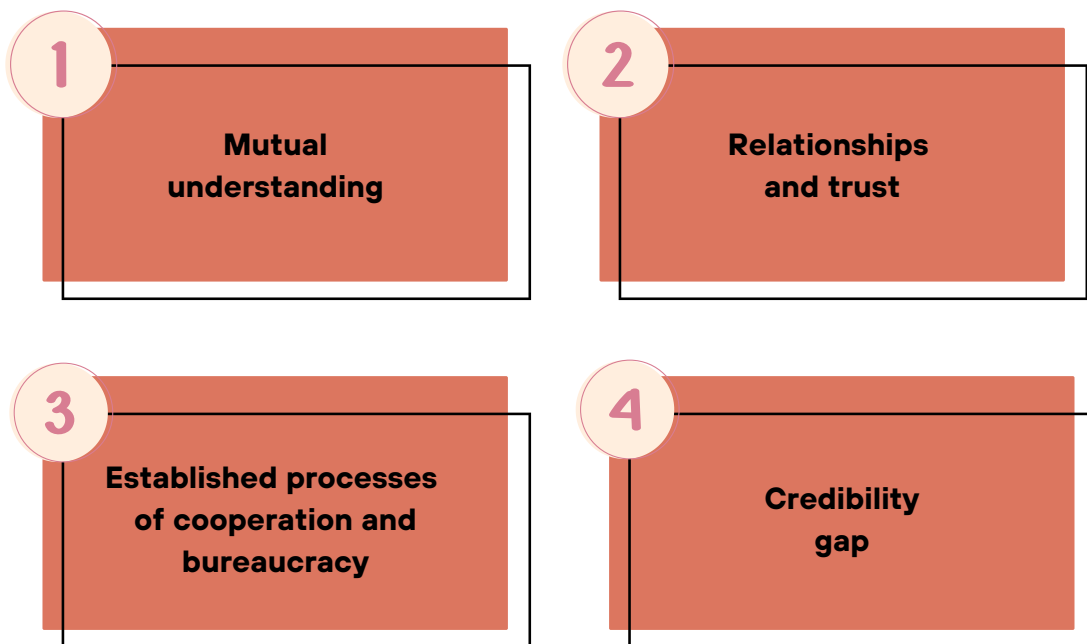 1
Mutual
understanding
2
Relationships
and trust
3
Established processes
of cooperation and
bureaucracy
4
Credibility
gap